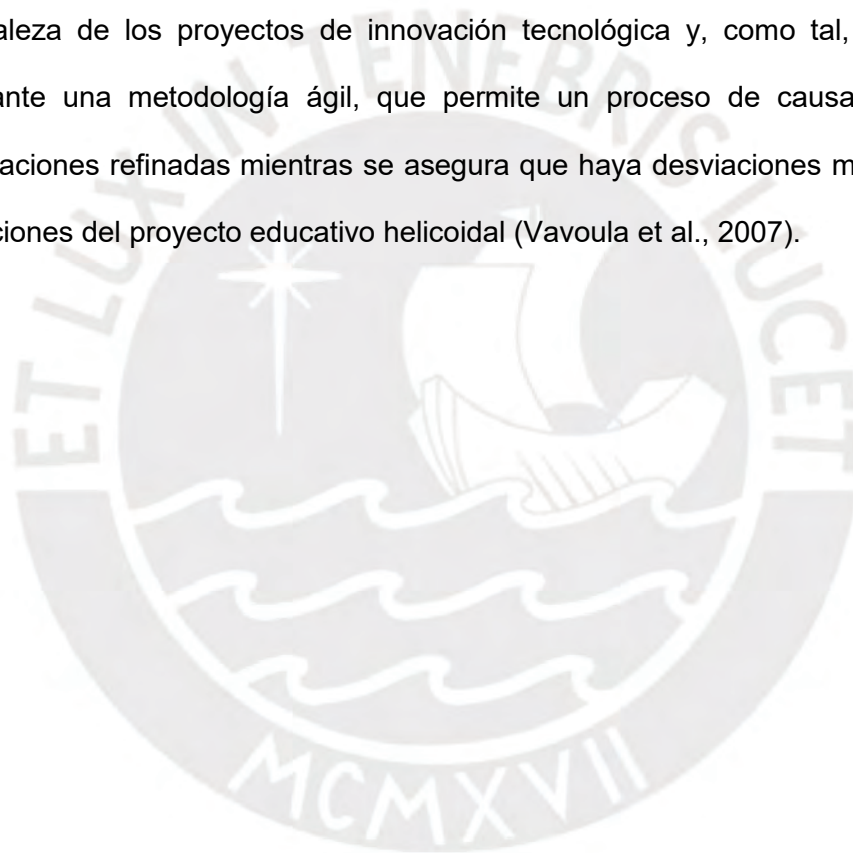 aleza de los proyectos de innovación tecnológica y, como tal,
ante una metodología ágil, que permite un proceso de causa
aciones refinadas mientras se asegura que haya desviaciones m
ciones del proyecto educativo helicoidal (Vavoula et al., 2007).
ET LUX IN TENEBRIS LUCET
MCMXVII